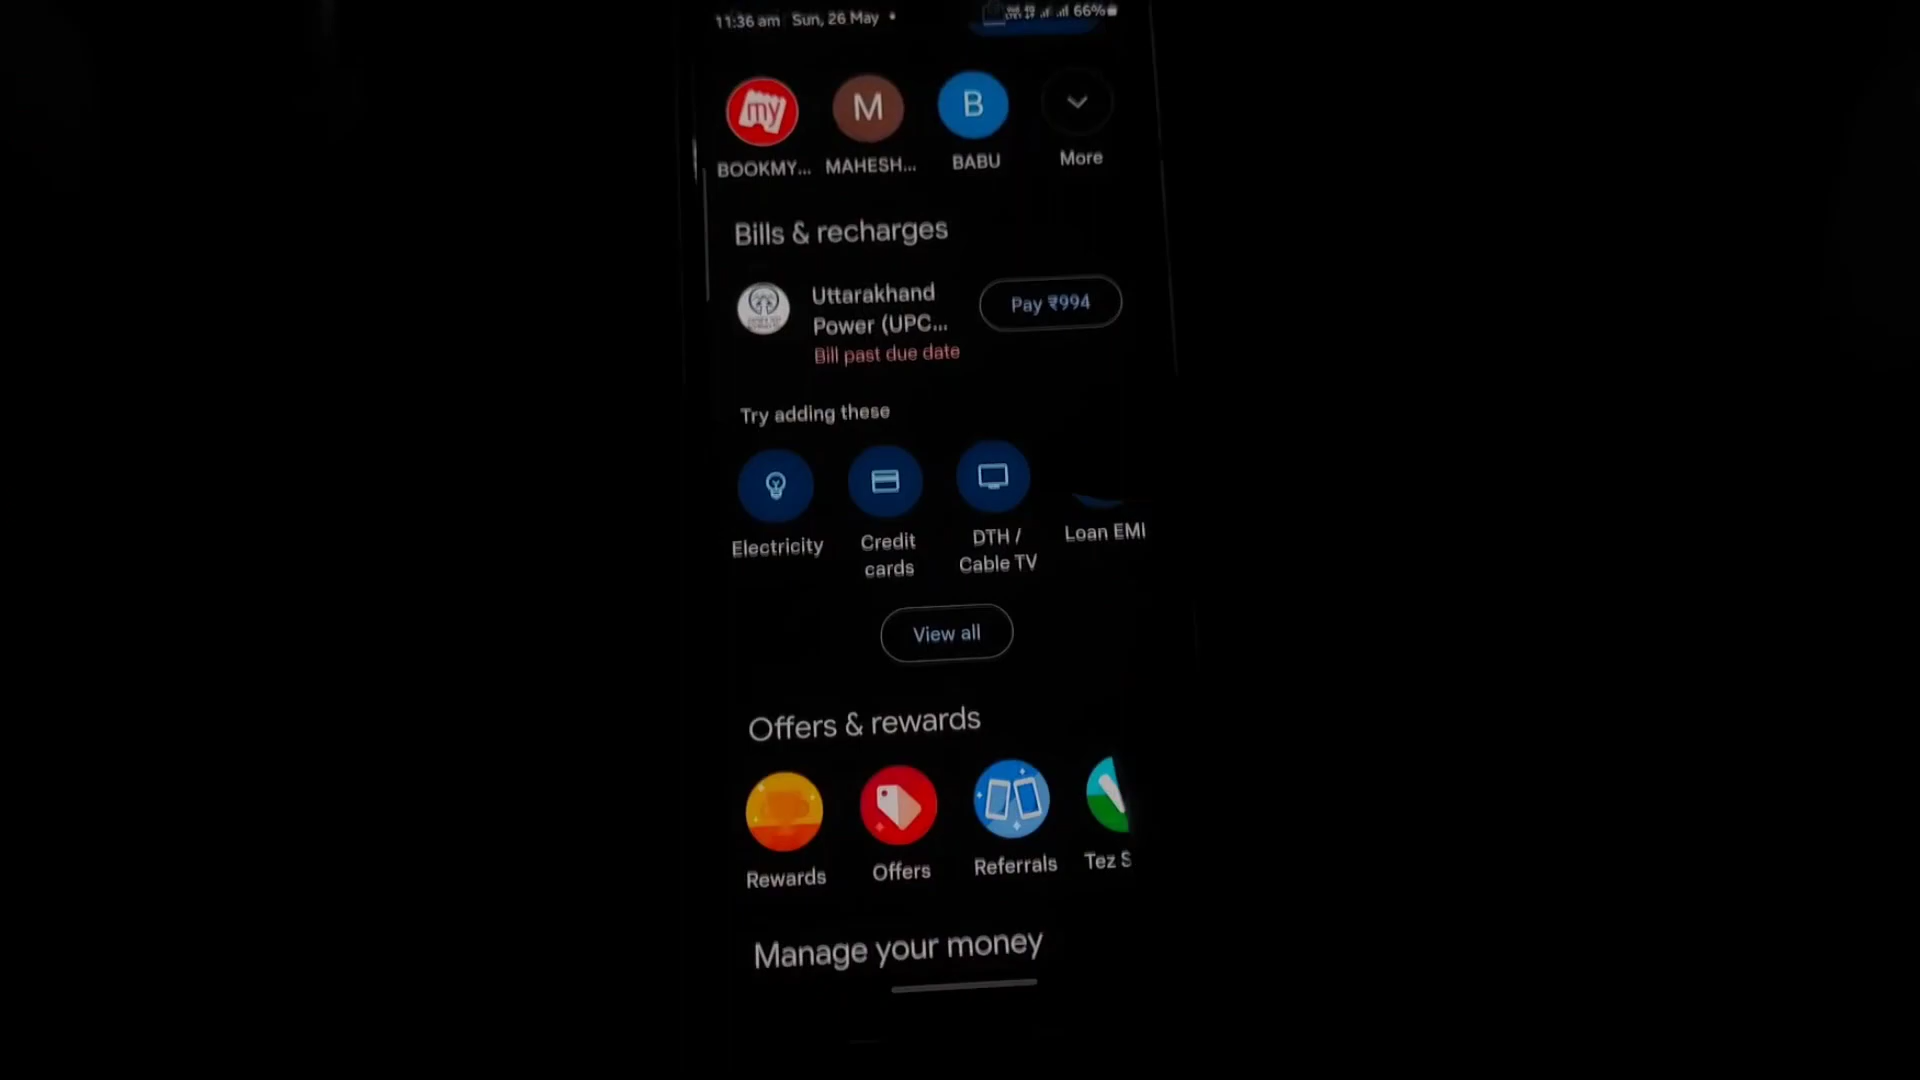 11:36 am Sun, 26 May
66%
my
M
B
BOOKMY...
MAHESH...
BABU
More
Bills & recharges
Uttarakhand
Power (UPC...
Bill past due date
Pay ₹994
Try adding these
Electricity
Credit
cards
DTH /
Cable TV
Loan EMI
View all
Offers & rewards
Rewards
Offers
Referrals
Tez S
Manage your money